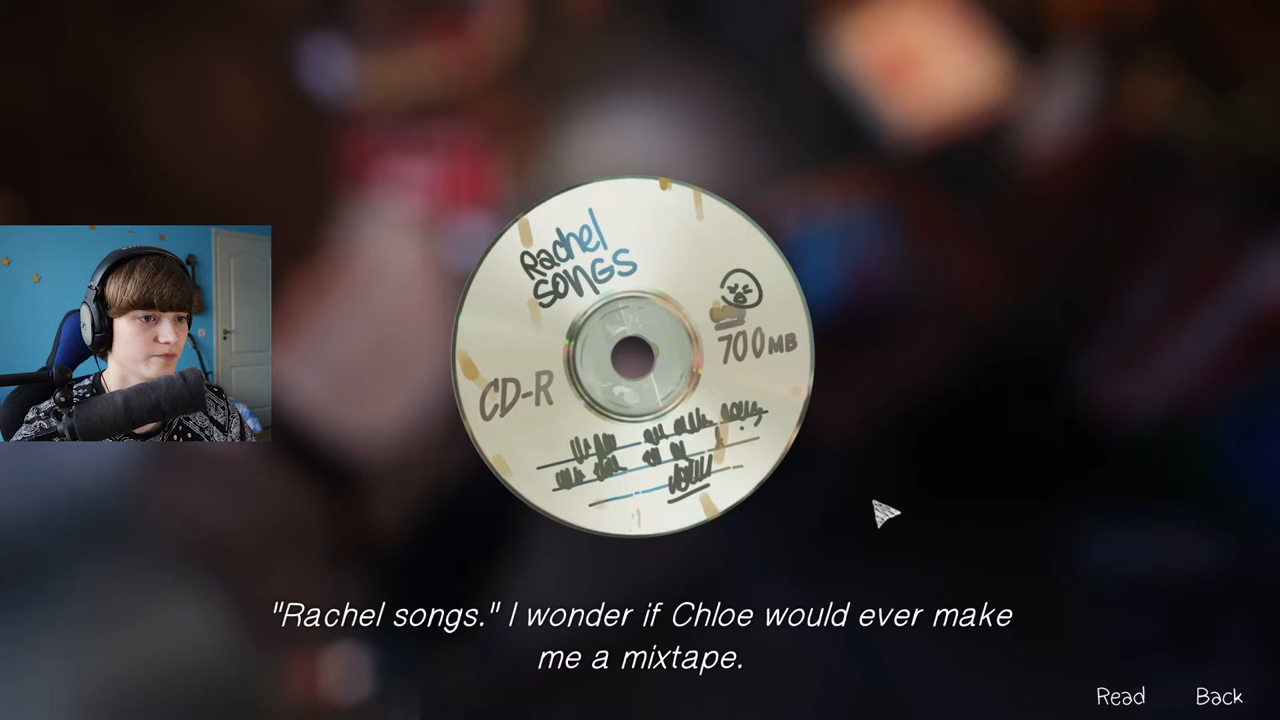 Rachel
SONGS
700MB
CD-R
"Rachel songs." I wonder if Chloe would ever make
me a mixtape.
Read
Back